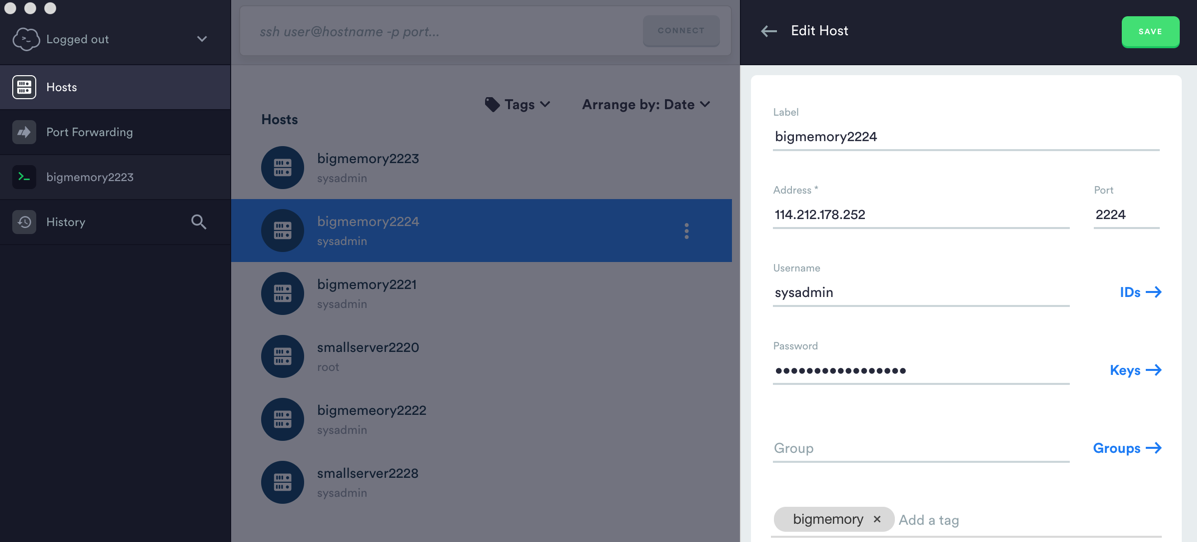 Logged out
Hosts
Port Forwarding
bigmemory2223
History
ssh user@hostname -p port...
CONNECT
Tags
Arrange by: Date
Hosts
bigmemory2223
sysadmin
bigmemory2224
sysadmin
bigmemory2221
sysadmin
smallserver2220
root
bigmemeory2222
sysadmin
smallserver2228
sysadmin
Edit Host
SAVE
Label
bigmemory2224
Address *
Port
114.212.178.252
2224
Username
sysadmin
IDs
Password
•••••••••••••••••
Keys
Group
Groups
bigmemory ×
Add a tag